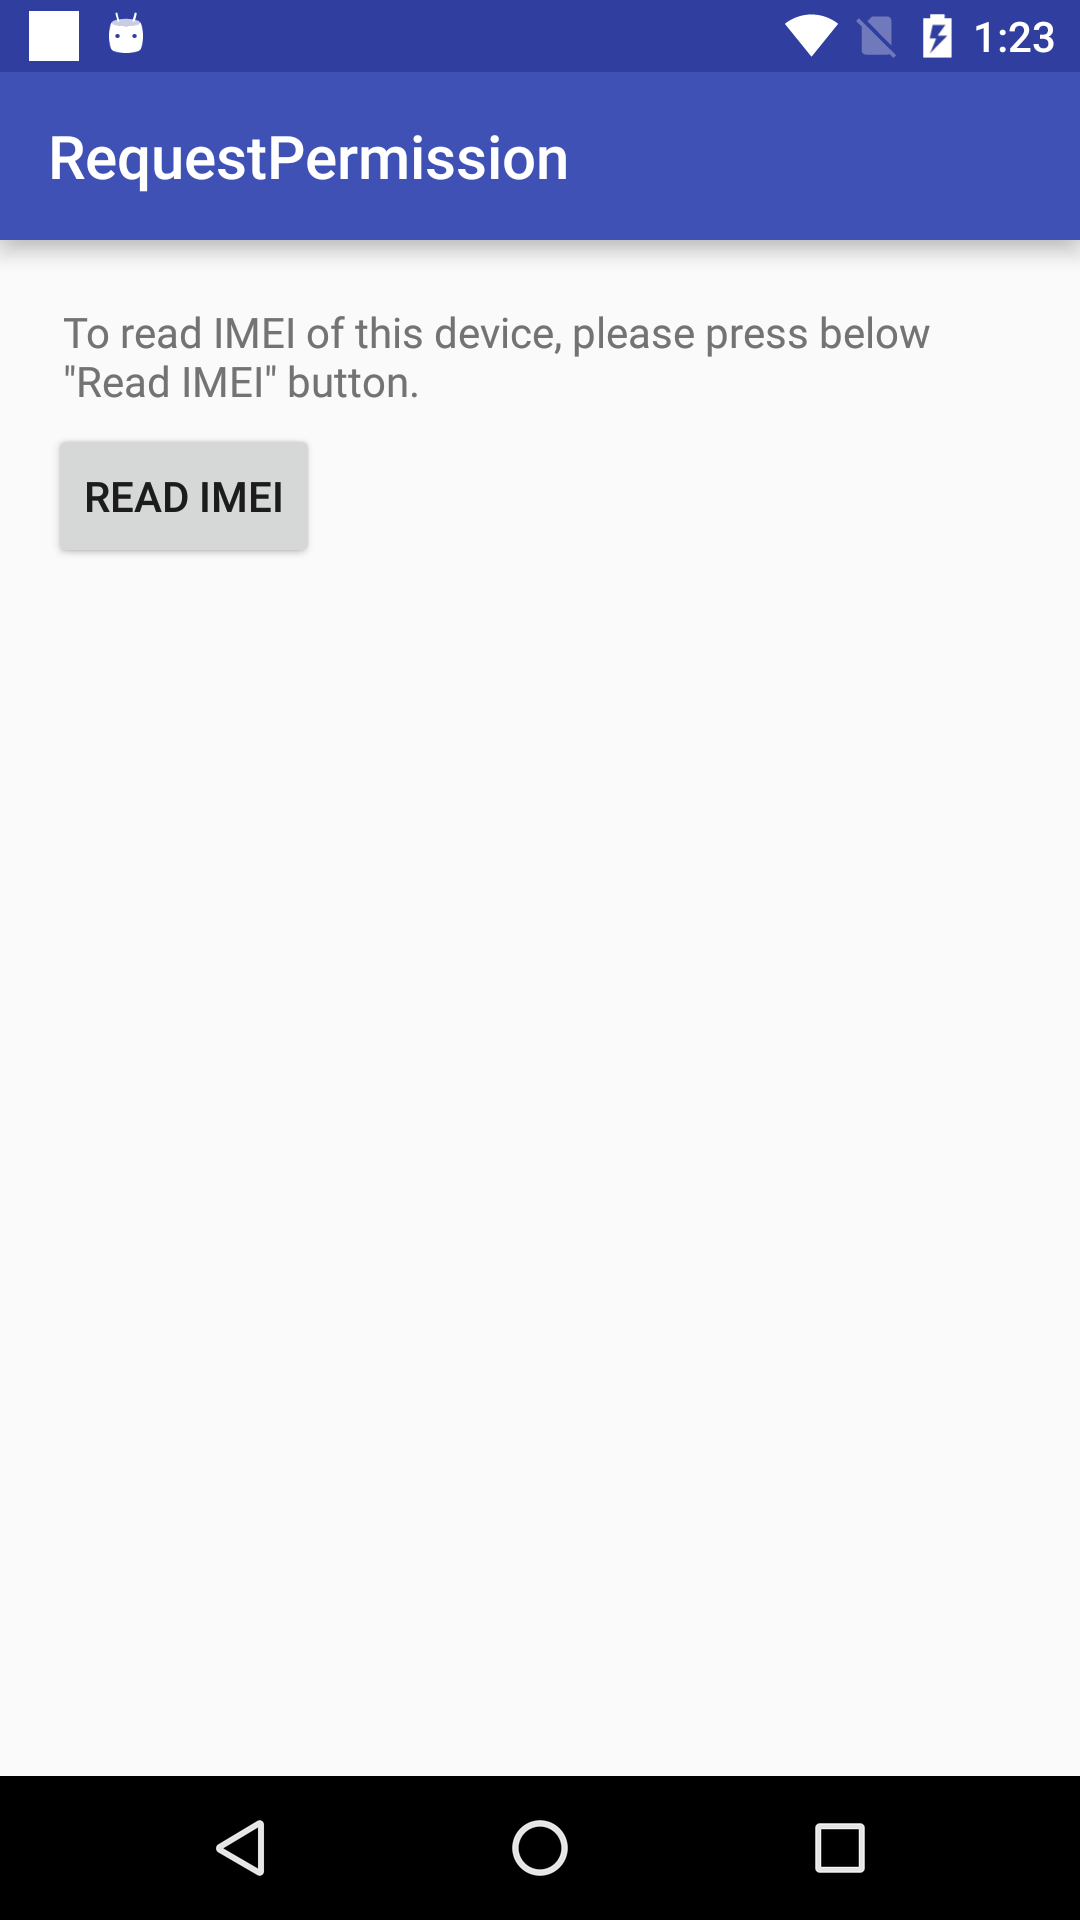 1:23
RequestPermission
To read IMEI of this device, please press below
"Read IMEI" button.
READ IMEI